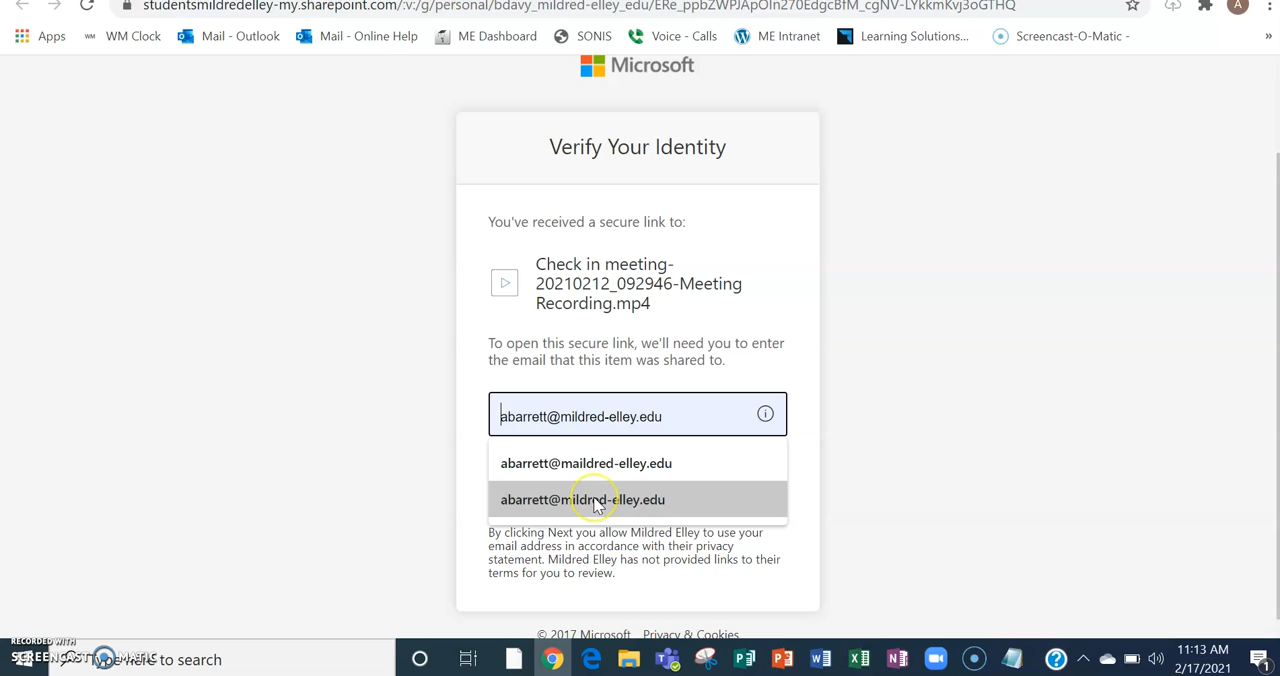 studentsmildredelley-my.sharepoint.com/:v:/g/personal/bdavy_mildred-elley_edu/ERe_ppbZWPJApOln270EdgcBfM_cgNV-LYkkmKvj3oGTHQ
A
Apps WM WM Clock Mail - Outlook Mail - Online Help ME Dashboard SONIS Voice - Calls ME Intranet Learning Solutions... Screencast-O-Matic - »
Microsoft
Verify Your Identity
You've received a secure link to:
Check in meeting-
20210212_092946-Meeting
Recording.mp4
To open this secure link, we'll need you to enter
the email that this item was shared to.
abarrett@mildred-elley.edu
abarrett@maildred-elley.edu
abarrett@mildred-elley.edu
By clicking Next you allow Mildred Elley to use your
email address in accordance with their privacy
statement. Mildred Elley has not provided links to their
terms for you to review.
© 2017 Microsoft Privacy & Cookies
RECORDED WITH
SCREENCAST MATIC
Type here to search
11:13 AM
2/17/2021
1